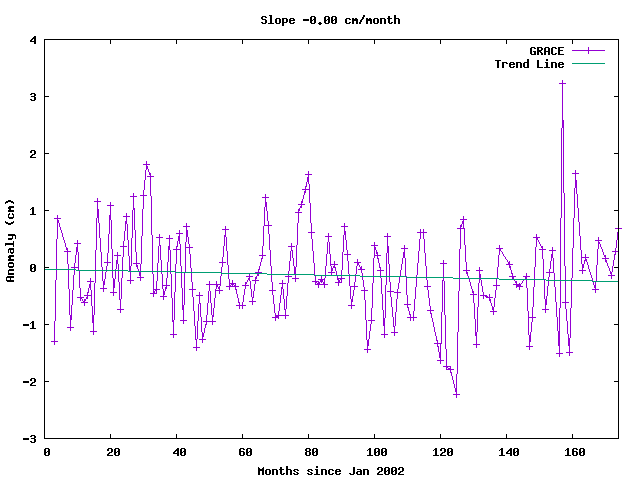 Slope -0.00 cm/month
GRACE
Trend Line
4
3
2
1
0
-1
-2
-3
Anomaly (cm)
0 20 40 60 80 100 120 140 160
Months since Jan 2002